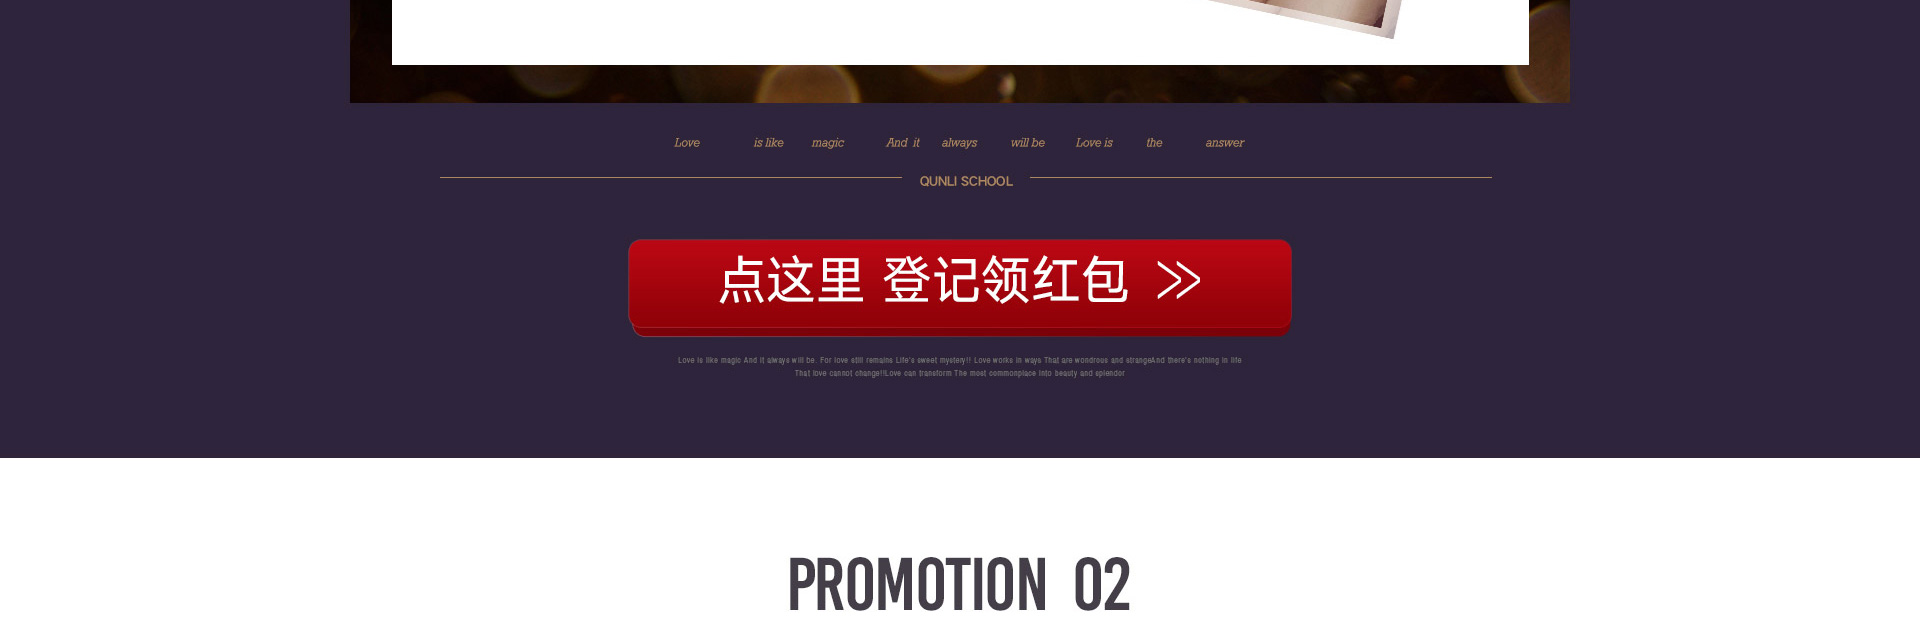 Love is like magic And it always will be Love is the answer
QUNLI SCHOOL
点这里 登记领红包 >>
Love is like magic And it always will be. For love still remains Life's sweet mystery!! Love works in ways That are wondrous and strangeAnd there's nothing in life
That love cannot change!!Love can transform The most commonplace Into beauty and splendor
PROMOTION 02